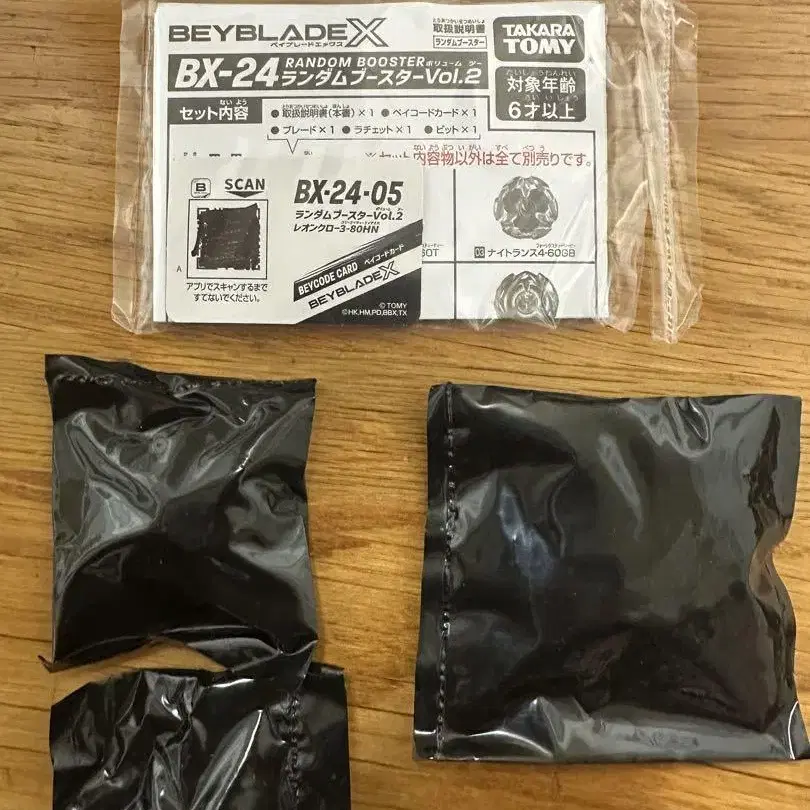 BEYBLADE X
ベイブレードエックス
取扱説明書
ランダムブースター
TAKARA TOMY
BX-24 RANDOM BOOSTER ランダムブースターVol.2
対象年齢
6才以上
セット内容
●取扱説明書(本書)×1 ●ベイコードカード×1
●ブレード×1 ●ラチェット×1 ●ビット×1
セット内容物以外は全て別売りです。
B SCAN
BX-24-05
ランダムブースターVol.2
レオンクロー3-80HN
A
アプリでスキャンするまで
すてないでください。
BEYCODE CARD ベイコードカード
BEYBLADE X
© TOMY
©HK,HM,PD,BBX,TX
60T
03 ナイトランス4-60GB